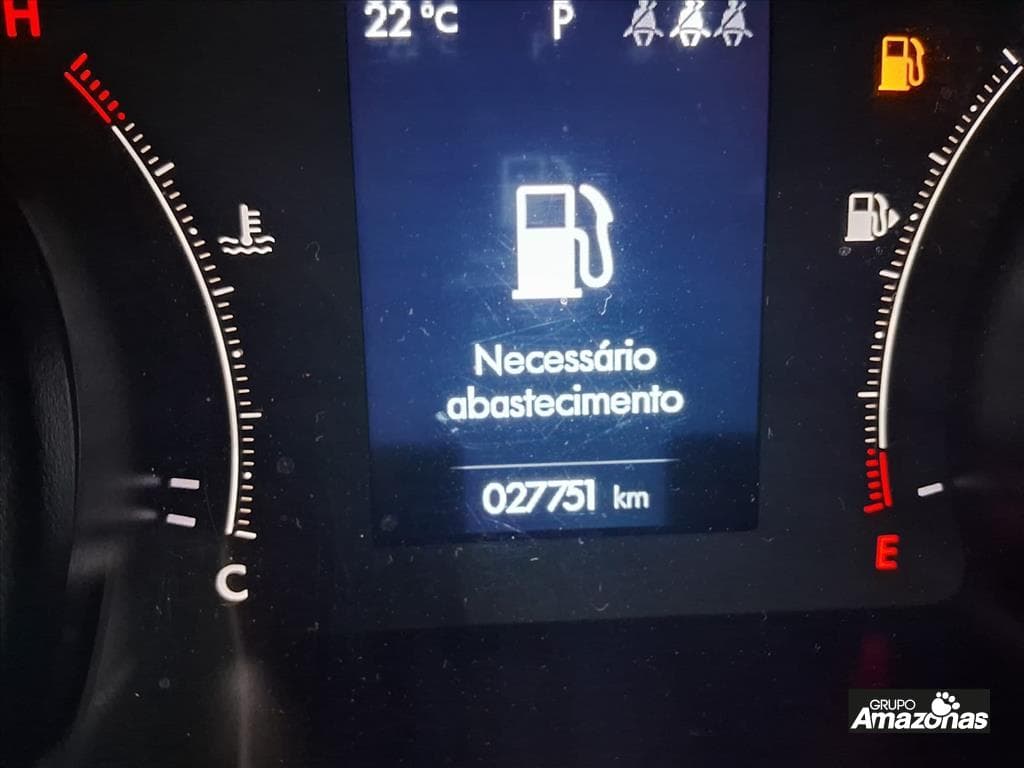 H
22 °C P
Necessário
abastecimento
027751 km
C
E
GRUPO
AMAZONAS